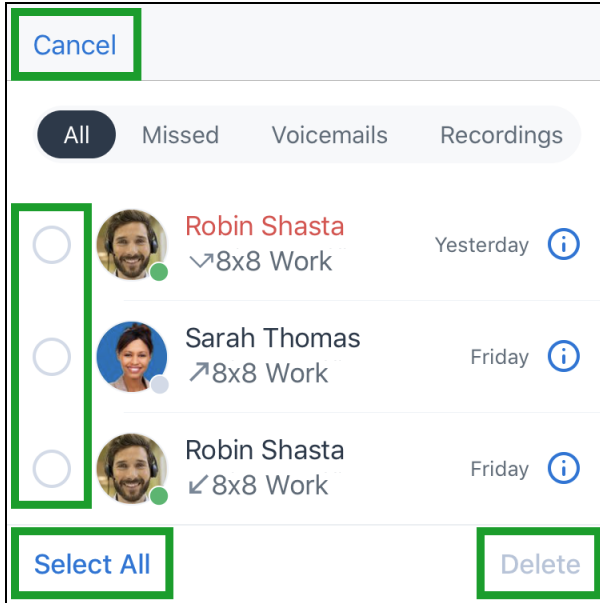 Cancel
All Missed Voicemails Recordings
Robin Shasta
8x8 Work
Yesterday
Sarah Thomas
8x8 Work
Friday
Robin Shasta
8x8 Work
Friday
Select All Delete